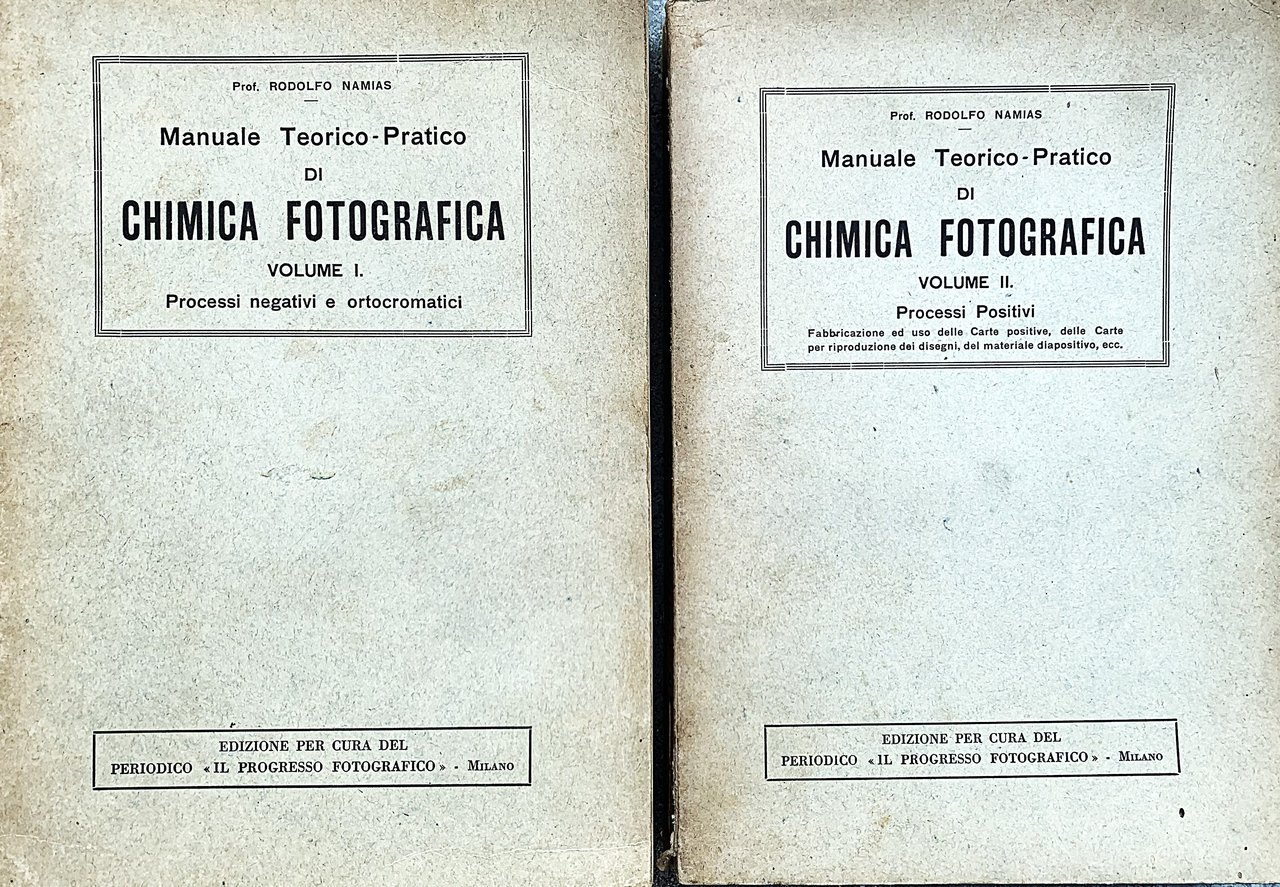 Prof. RODOLFO NAMIAS
Manuale Teorico-Pratico
DI
CHIMICA FOTOGRAFICA
VOLUME I.
Processi negativi e ortocromatici
EDIZIONE PER CURA DEL
PERIODICO «IL PROGRESSO FOTOGRAFICO» - MILANO
Prof. RODOLFO NAMIAS
Manuale Teorico-Pratico
DI
CHIMICA FOTOGRAFICA
VOLUME II.
Processi Positivi
Fabbricazione ed uso delle Carte positive, delle Carte
per riproduzione dei disegni, del materiale diapositivo, ecc.
EDIZIONE PER CURA DEL
PERIODICO «IL PROGRESSO FOTOGRAFICO» - MILANO